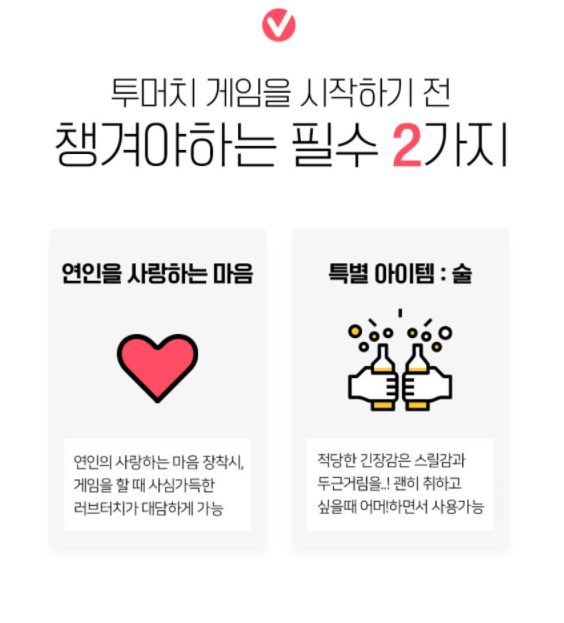 투머치 게임을 시작하기 전
챙겨야하는 필수 2가지
연인을 사랑하는 마음
연인의 사랑하는 마음 장착시,
게임을 할 때 사심가득한
러브터치가 대담하게 가능
특별 아이템 : 술
적당한 긴장감은 스릴감과
두근거림을..! 괜히 취하고
싶을때 어머!하면서 사용가능